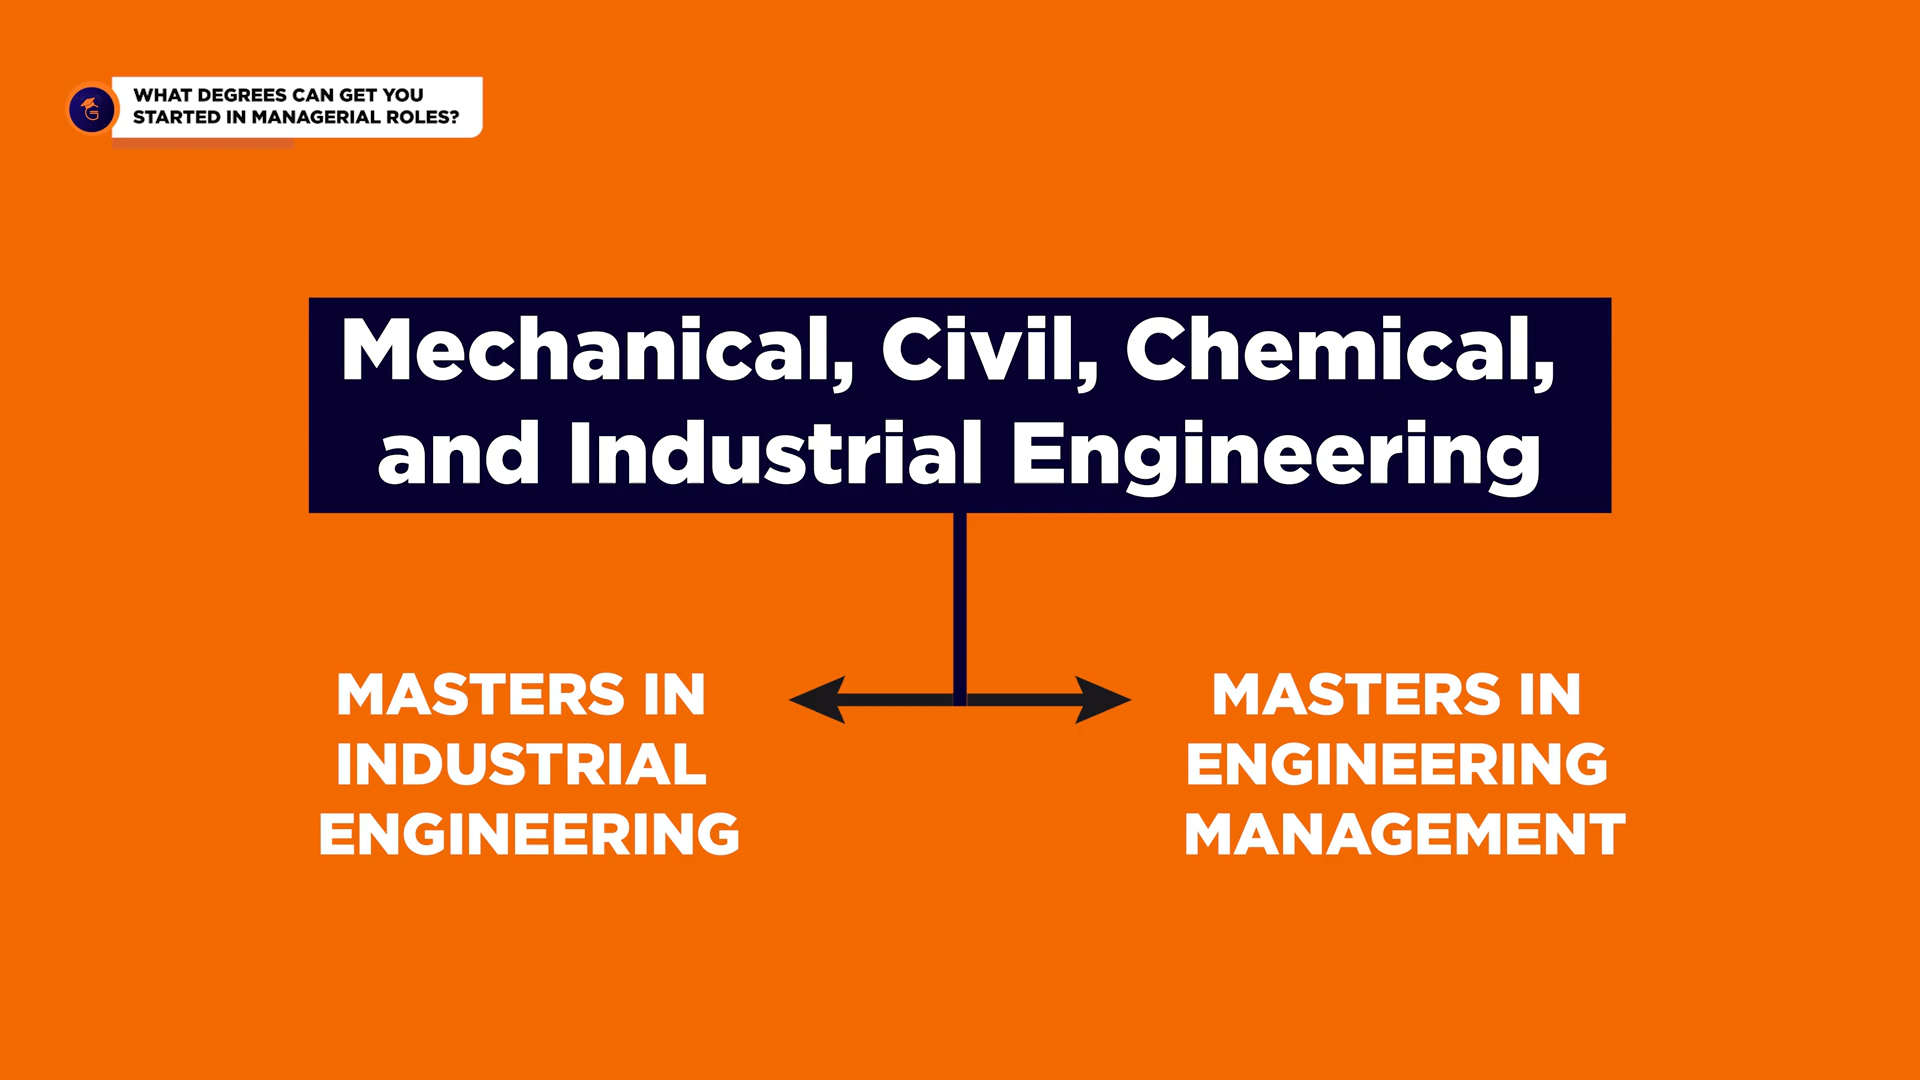 WHAT DEGREES CAN GET YOU
STARTED IN MANAGERIAL ROLES?
Mechanical, Civil, Chemical,
and Industrial Engineering
MASTERS IN
INDUSTRIAL
ENGINEERING
MASTERS IN
ENGINEERING
MANAGEMENT